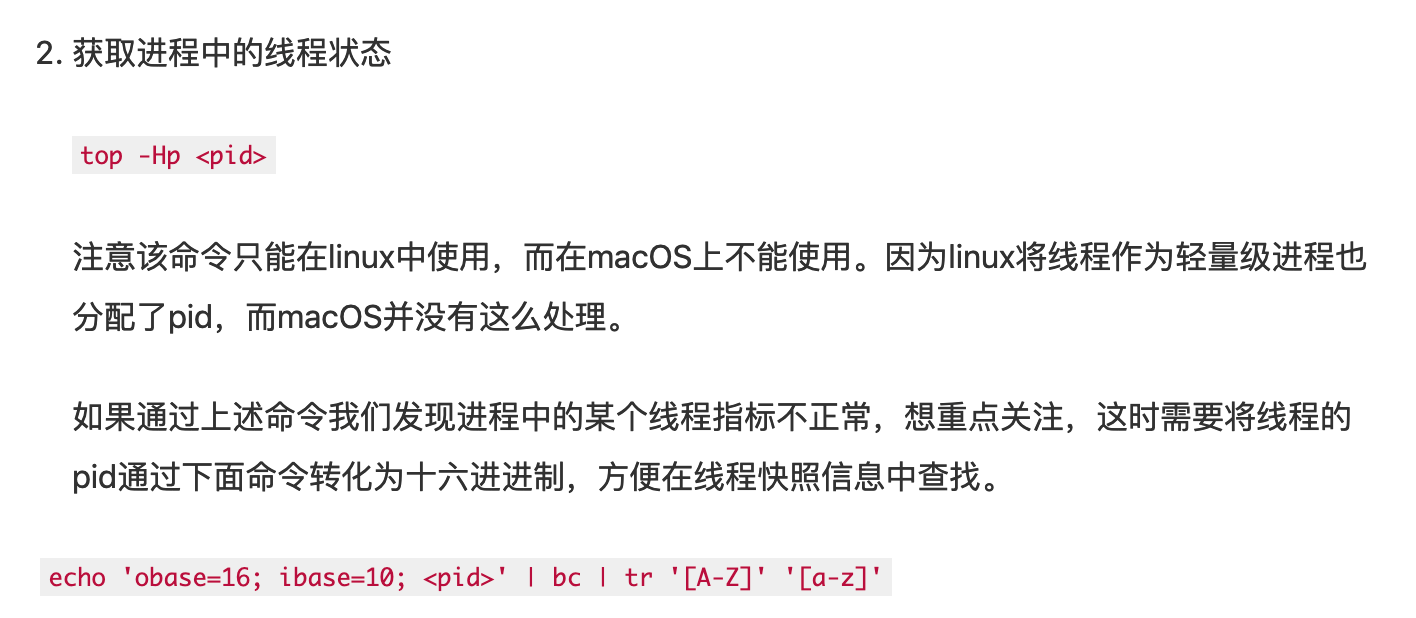 2. 获取进程中的线程状态
top -Hp <pid>
注意该命令只能在linux中使用，而在macOS上不能使用。因为linux将线程作为轻量级进程也
分配了pid，而macOS并没有这么处理。
如果通过上述命令我们发现进程中的某个线程指标不正常，想重点关注，这时需要将线程的
pid通过下面命令转化为十六进进制，方便在线程快照信息中查找。
echo 'obase=16; ibase=10; <pid>' | bc | tr '[A-Z]' '[a-z]'